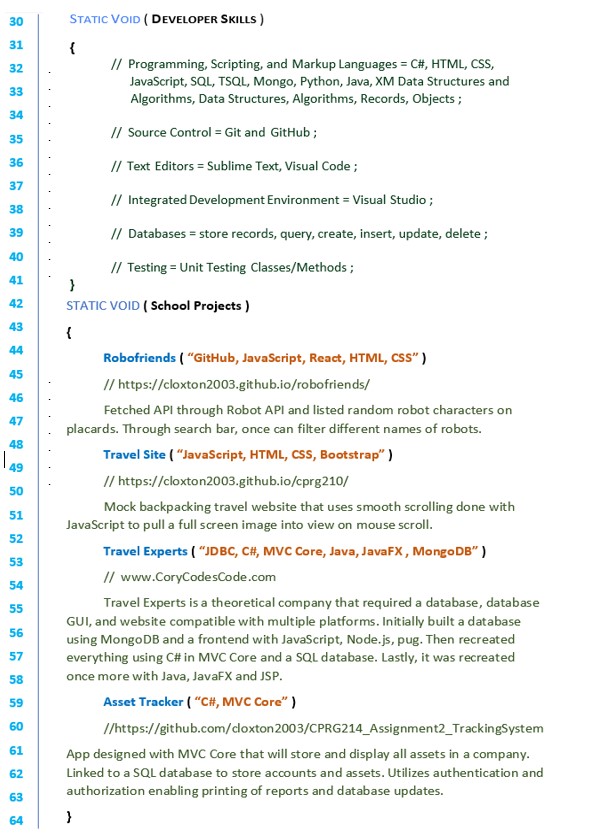 30 STATIC VOID ( DEVELOPER SKILLS )
31 {
32 // Programming, Scripting, and Markup Languages = C#, HTML, CSS,
33 JavaScript, SQL, TSQL, Mongo, Python, Java, XM Data Structures and
Algorithms, Data Structures, Algorithms, Records, Objects ;
34
35 // Source Control = Git and GitHub ;
36 // Text Editors = Sublime Text, Visual Code ;
37
38 // Integrated Development Environment = Visual Studio ;
39 // Databases = store records, query, create, insert, update, delete ;
40
// Testing = Unit Testing Classes/Methods ;
41 }
42 STATIC VOID ( School Projects )
43 {
44 Robofriends ( “GitHub, JavaScript, React, HTML, CSS” )
45 // https://cloxton2003.github.io/robofriends/
46 Fetched API through Robot API and listed random robot characters on
47 placards. Through search bar, once can filter different names of robots.
48 Travel Site ( “JavaScript, HTML, CSS, Bootstrap” )
49 // https://cloxton2003.github.io/cprg210/
50 Mock backpacking travel website that uses smooth scrolling done with
51 JavaScript to pull a full screen image into view on mouse scroll.
52 Travel Experts ( “JDBC, C#, MVC Core, Java, JavaFX , MongoDB” )
53
54 // www.CoryCodesCode.com
55 Travel Experts is a theoretical company that required a database, database
56 GUI, and website compatible with multiple platforms. Initially built a database
using MongoDB and a frontend with JavaScript, Node.js, pug. Then recreated
57 everything using C# in MVC Core and a SQL database. Lastly, it was recreated
58 once more with Java, JavaFX and JSP.
59 Asset Tracker ( “C#, MVC Core” )
60 //https://github.com/cloxton2003/CPRG214_Assignment2_TrackingSystem
61 App designed with MVC Core that will store and display all assets in a company.
62 Linked to a SQL database to store accounts and assets. Utilizes authentication and
63 authorization enabling printing of reports and database updates.
64 }